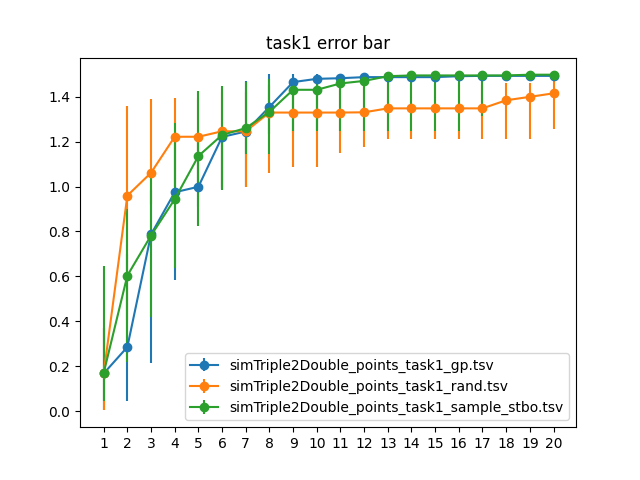 task1 error bar
1.4
1.2
1.0
0.8
0.6
0.4
0.2
0.0
simTriple2Double_points_task1_gp.tsv
simTriple2Double_points_task1_rand.tsv
simTriple2Double_points_task1_sample_stbo.tsv
1 2 3 4 5 6 7 8 9 10 11 12 13 14 15 16 17 18 19 20